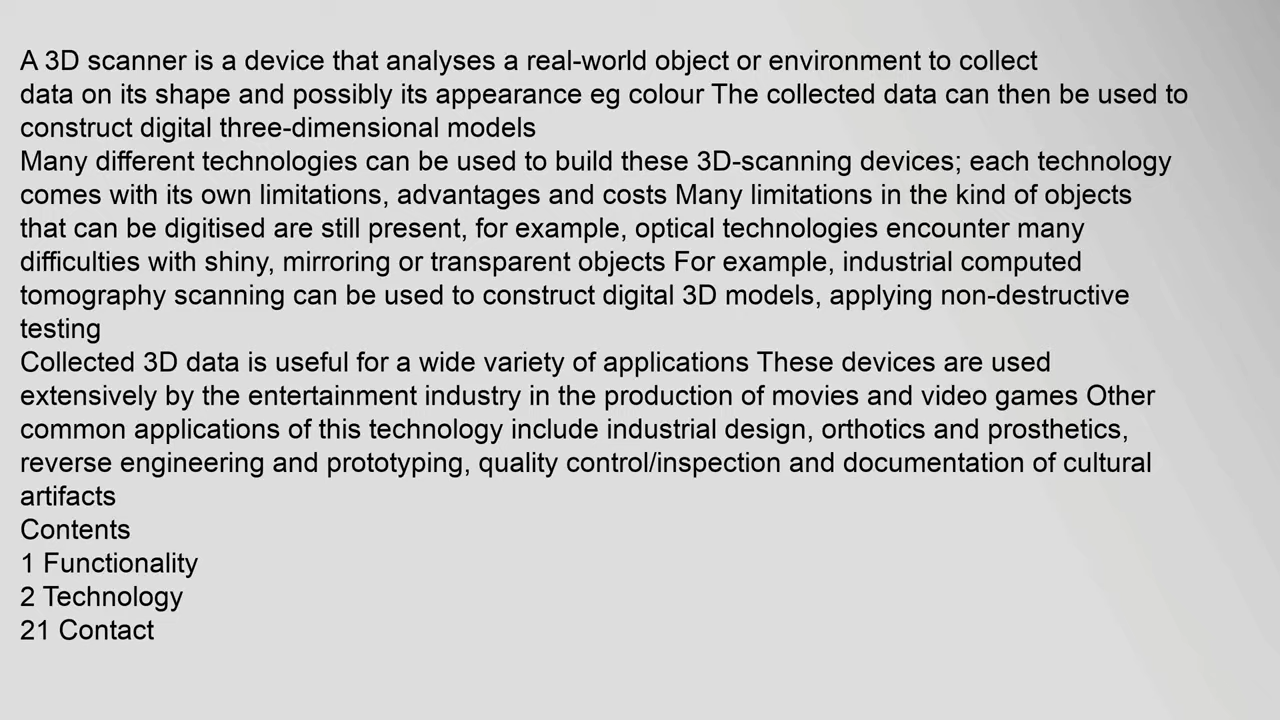 A 3D scanner is a device that analyses a real-world object or environment to collect
data on its shape and possibly its appearance eg colour The collected data can then be used to
construct digital three-dimensional models
Many different technologies can be used to build these 3D-scanning devices; each technology
comes with its own limitations, advantages and costs Many limitations in the kind of objects
that can be digitised are still present, for example, optical technologies encounter many
difficulties with shiny, mirroring or transparent objects For example, industrial computed
tomography scanning can be used to construct digital 3D models, applying non-destructive
testing
Collected 3D data is useful for a wide variety of applications These devices are used
extensively by the entertainment industry in the production of movies and video games Other
common applications of this technology include industrial design, orthotics and prosthetics,
reverse engineering and prototyping, quality control/inspection and documentation of cultural
artifacts
Contents
1 Functionality
2 Technology
21 Contact